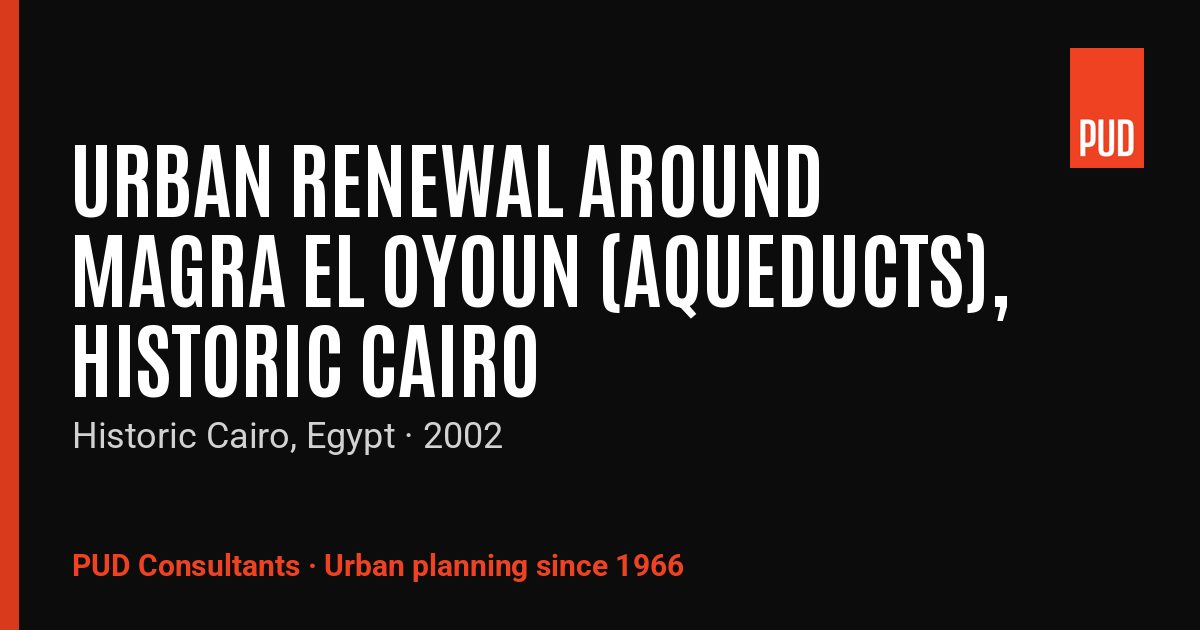 PUD
URBAN RENEWAL AROUND
MAGRA EL OYOUN (AQUEDUCTS),
HISTORIC CAIRO
Historic Cairo, Egypt · 2002
PUD Consultants · Urban planning since 1966